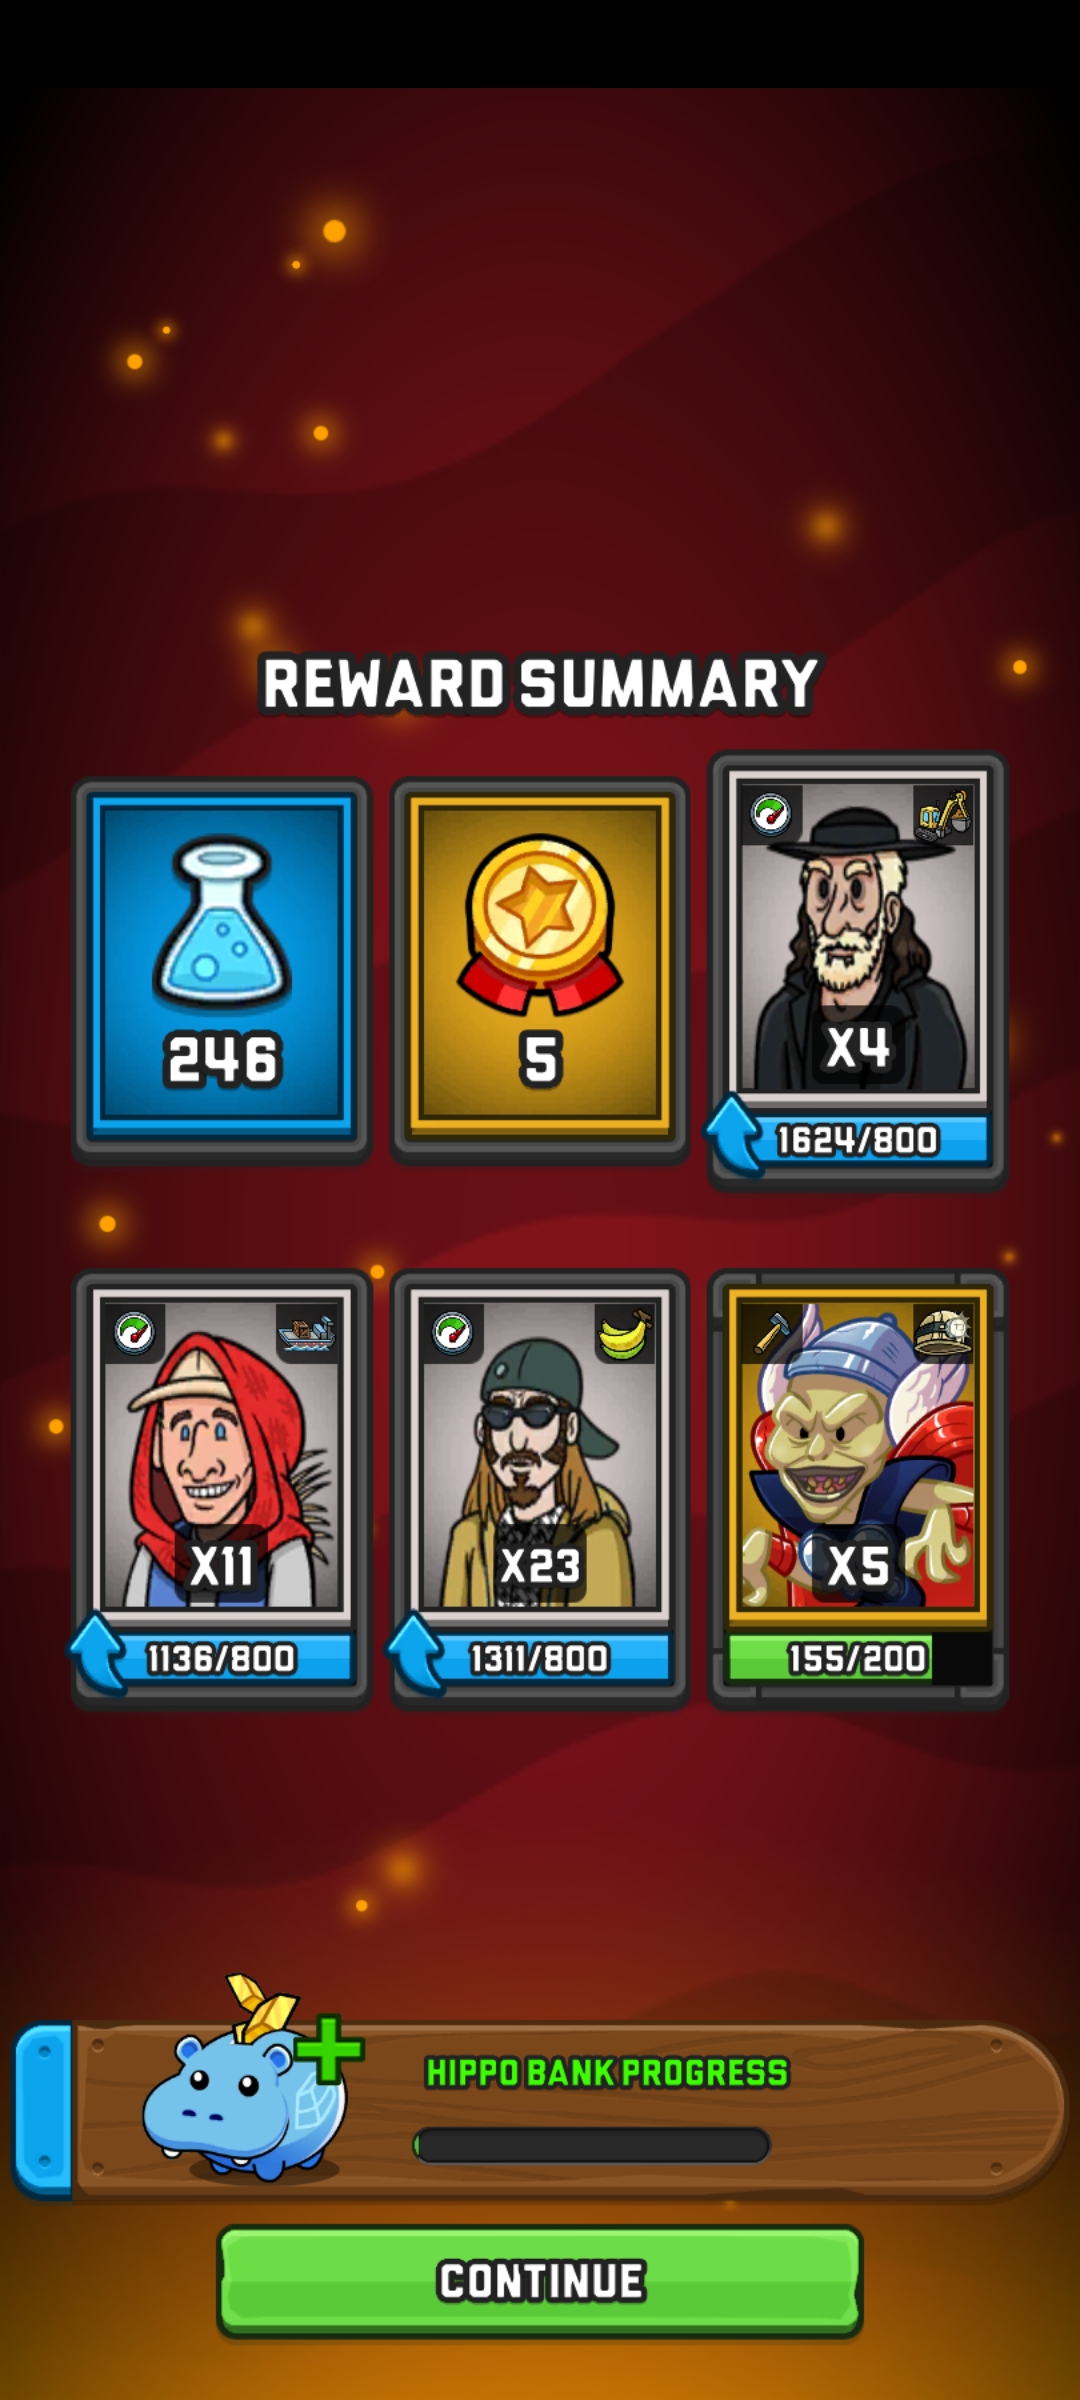 REWARD SUMMARY
246
5
X4
1624/800
X11
1136/800
X23
1311/800
X5
155/200
HIPPO BANK PROGRESS
CONTINUE